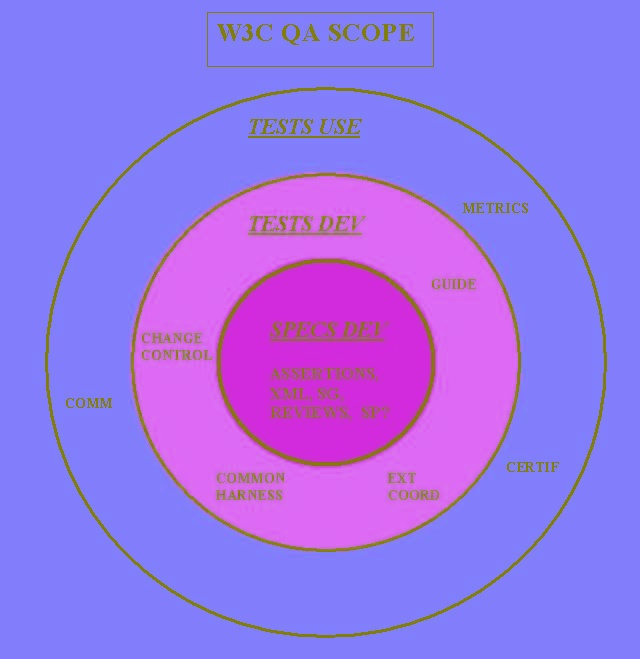 W3C QA SCOPE
TESTS USE
METRICS
TESTS DEV
GUIDE
SPECS DEV
CHANGE
CONTROL
ASSERTIONS,
XML, SG,
REVIEWS,
COMM
COMMON
HARNESS
EXT
COORD
CERTIF